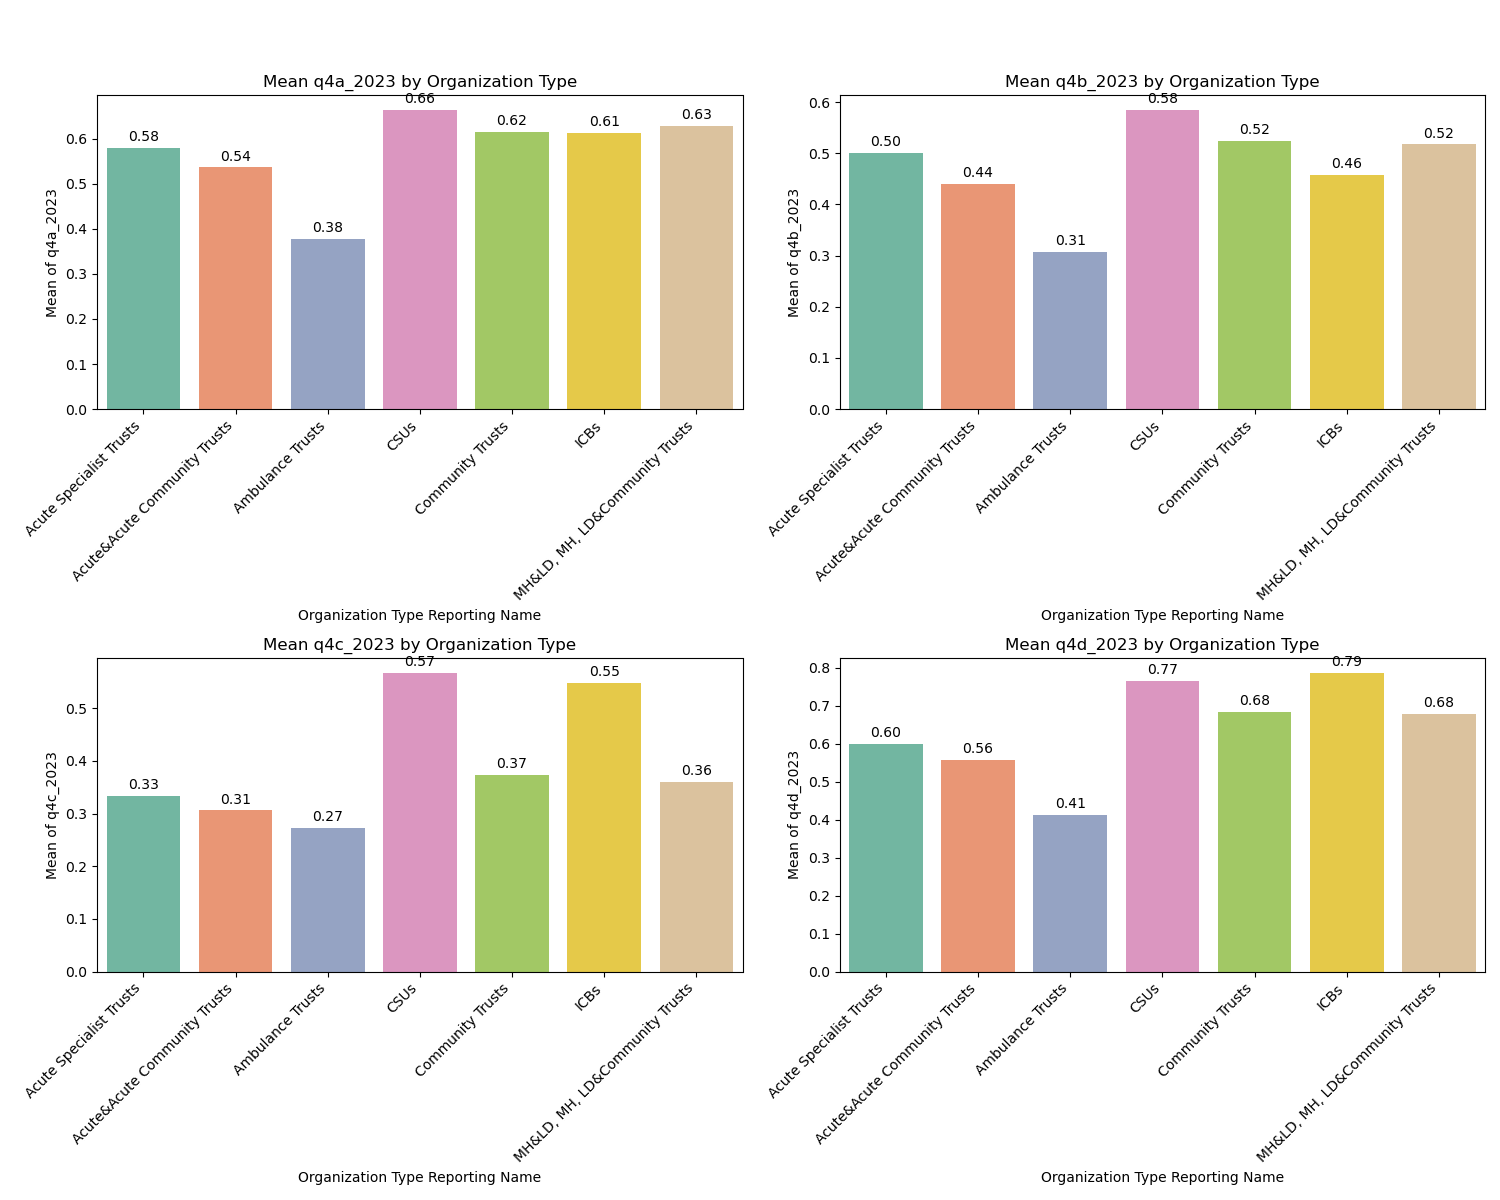 Mean q4a_2023 by Organization Type
Mean of q4a_2023
0.6
0.5
0.4
0.3
0.2
0.1
0.0
0.58
0.54
0.38
0.66
0.62
0.61
0.63
Acute Specialist Trusts
Acute&Acute Community Trusts
Ambulance Trusts
CSUs
Community Trusts
ICBs
MH&LD, MH, LD&Community Trusts
Organization Type Reporting Name
Mean q4b_2023 by Organization Type
Mean of q4b_2023
0.6
0.5
0.4
0.3
0.2
0.1
0.0
0.50
0.44
0.31
0.58
0.52
0.46
0.52
Acute Specialist Trusts
Acute&Acute Community Trusts
Ambulance Trusts
CSUs
Community Trusts
ICBs
MH&LD, MH, LD&Community Trusts
Organization Type Reporting Name
Mean q4c_2023 by Organization Type
Mean of q4c_2023
0.5
0.4
0.3
0.2
0.1
0.0
0.33
0.31
0.27
0.57
0.37
0.55
0.36
Acute Specialist Trusts
Acute&Acute Community Trusts
Ambulance Trusts
CSUs
Community Trusts
ICBs
MH&LD, MH, LD&Community Trusts
Organization Type Reporting Name
Mean q4d_2023 by Organization Type
Mean of q4d_2023
0.8
0.7
0.6
0.5
0.4
0.3
0.2
0.1
0.0
0.60
0.56
0.41
0.77
0.68
0.79
0.68
Acute Specialist Trusts
Acute&Acute Community Trusts
Ambulance Trusts
CSUs
Community Trusts
ICBs
MH&LD, MH, LD&Community Trusts
Organization Type Reporting Name